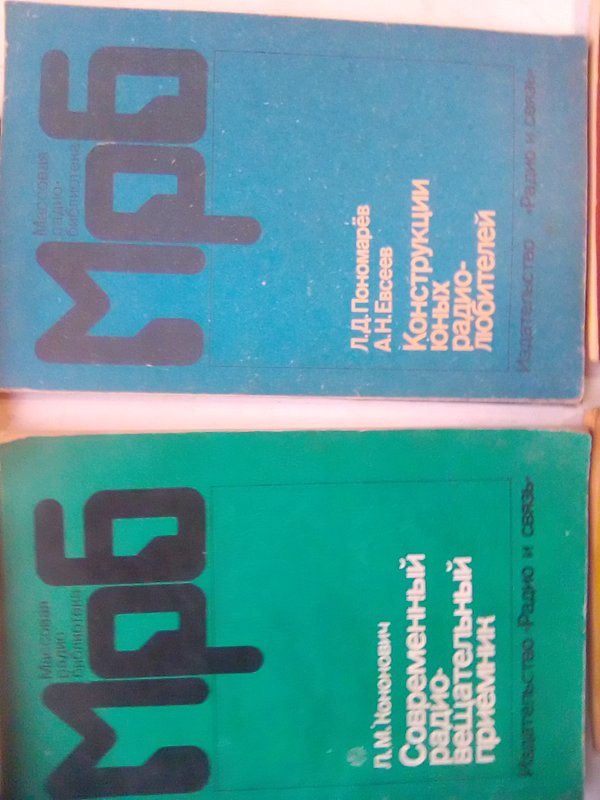 Мрб
Массовая
радио-
библиотека
Л.Д.Пономарёв
А.Н.Евсеев
Конструкции
юных
радио-
любителей
Издательство «Радио и связь»
Мрб
Массовая
радио
библиотека
Л.М.Кононович
Современный
радио-
вещательный
приемник
Издательство «Радио и связь»